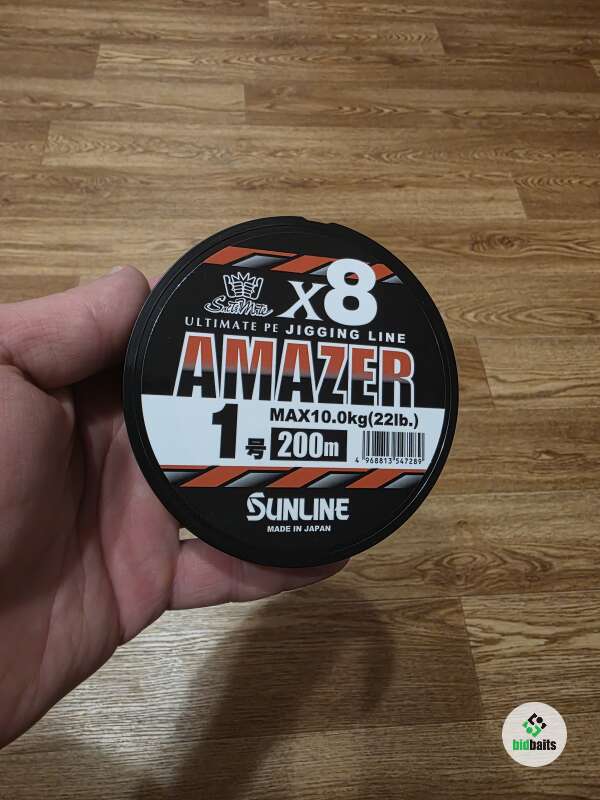 X8
ULTIMATE PE JIGGING LINE
AMAZER
MAX10.0kg(22lb.)
1号 200m
4 968813 547289
SUNLINE
MADE IN JAPAN
bidbaits